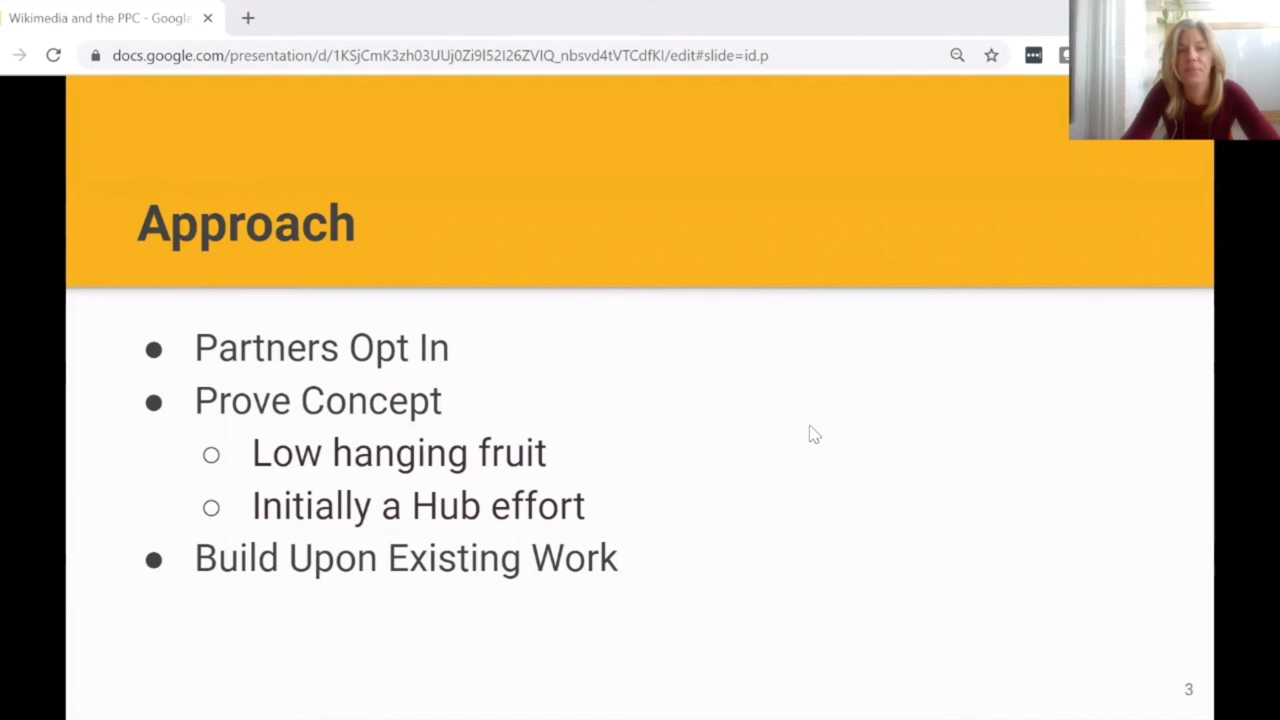 Wikimedia and the PPC - Google
docs.google.com/presentation/d/1KSjCmK3zh03UUj0Zi9l52I26ZVIQ_nbsvd4tVTCdfKI/edit#slide=id.p
Approach
Partners Opt In
Prove Concept
Low hanging fruit
Initially a Hub effort
Build Upon Existing Work
3